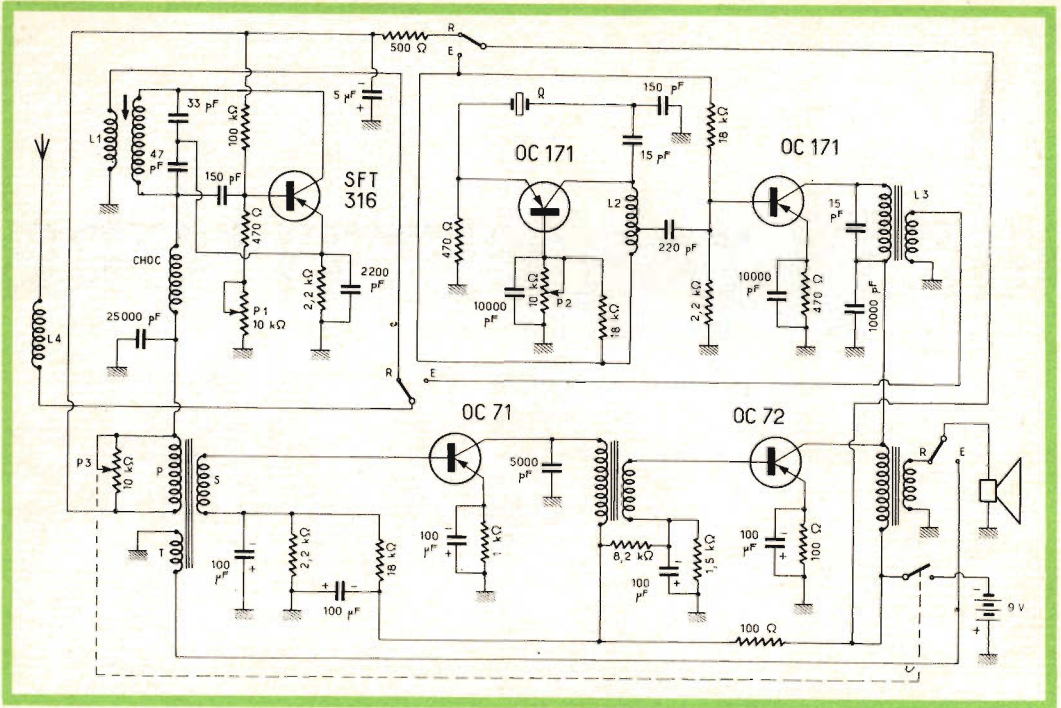 R
E
500 Ω
5 µF
-
+
33 pF
L1
47
pF
100 kΩ
150 pF
SFT
316
470 Ω
CHOC
P1
10 kΩ
2,2 kΩ
2200
pF
25000 pF
L4
Q
150
pF
18 kΩ
15 pF
OC 171
OC 171
L2
220 pF
470 Ω
10000
pF
10 kΩ
P2
18 kΩ
2,2 kΩ
10000
pF
470 Ω
15
pF
10000 pF
L3
R
E
P3
10 kΩ
P
S
T
100
µF
-
+
2,2 kΩ
+
-
100
µF
18 kΩ
OC 71
5000
pF
100
µF
-
+
1 kΩ
8,2 kΩ
100
µF
-
+
1,5 kΩ
OC 72
100
µF
-
+
100 Ω
100 Ω
R
E
-
+
9 V